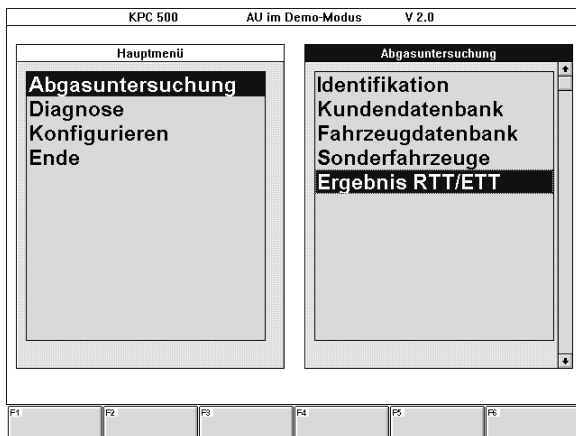 KPC 500 AU im Demo-Modus V 2.0
Hauptmenü
Abgasuntersuchung
Diagnose
Konfigurieren
Ende
Abgasuntersuchung
Identifikation
Kundendatenbank
Fahrzeugdatenbank
Sonderfahrzeuge
Ergebnis RTT/ETT
F1 F2 F3 F4 F5 F6